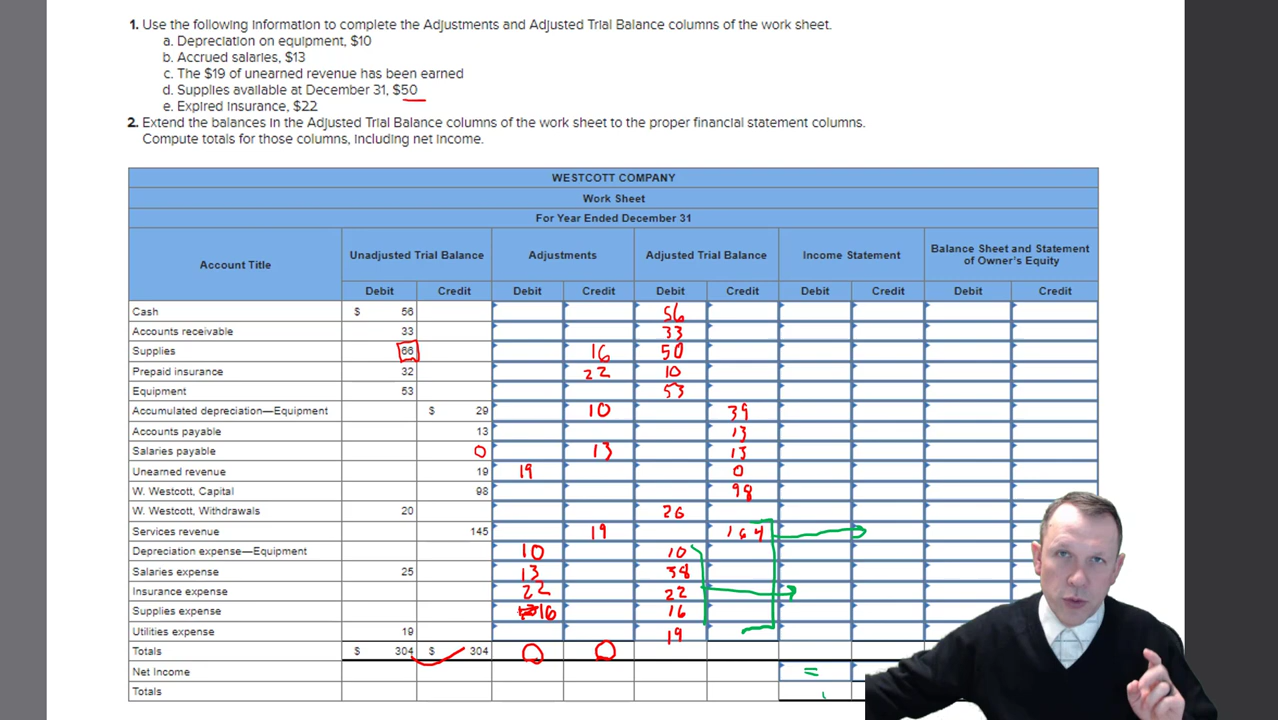 1. Use the following information to complete the Adjustments and Adjusted Trial Balance columns of the work sheet.
a. Depreciation on equipment, $10
b. Accrued salaries, $13
c. The $19 of unearned revenue has been earned
d. Supplies available at December 31, $50
e. Expired insurance, $22
2. Extend the balances in the Adjusted Trial Balance columns of the work sheet to the proper financial statement columns.
Compute totals for those columns, including net income.
WESTCOTT COMPANY
Work Sheet
For Year Ended December 31
Account Title Unadjusted Trial Balance Adjustments Adjusted Trial Balance Income Statement Balance Sheet and Statement of Owner's Equity
Debit Credit Debit Credit Debit Credit Debit Credit Debit Credit
Cash $ 56 56
Accounts receivable 33 33
Supplies 66 16 50
Prepaid insurance 32 22 10
Equipment 53 53
Accumulated depreciation—Equipment $ 29 10 39
Accounts payable 13 13
Salaries payable 0 13 13
Unearned revenue 19 19 0
W. Westcott, Capital 98 98
W. Westcott, Withdrawals 20 26
Services revenue 145 19 164
Depreciation expense—Equipment 10 10
Salaries expense 25 13 38
Insurance expense 22 22
Supplies expense 16 16
Utilities expense 19 19
Totals $ 304 $ 304 0 0
Net Income =
Totals